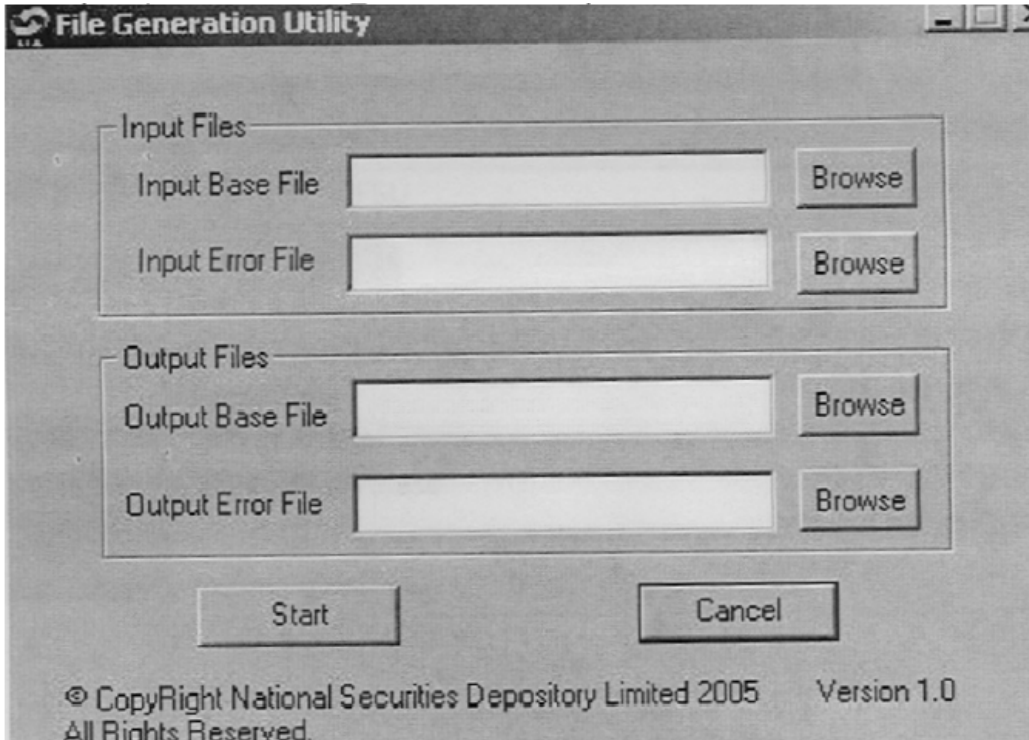 File Generation Utility
Input Files
Input Base File Browse
Input Error File Browse
Output Files
Output Base File Browse
Output Error File Browse
Start Cancel
© CopyRight National Securities Depository Limited 2005 Version 1.0
All Rights Reserved.